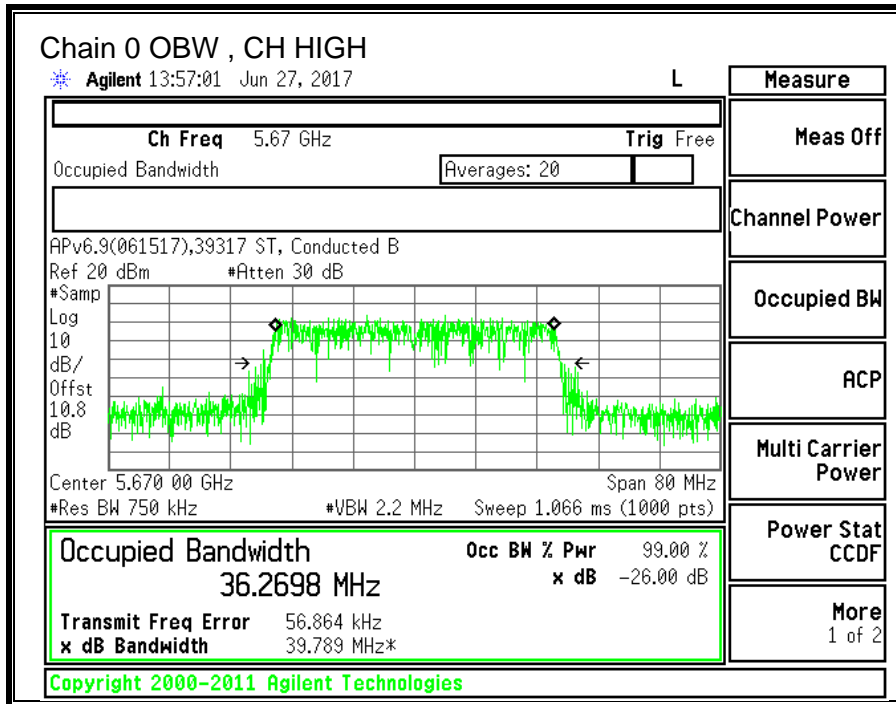 Chain 0 OBW , CH HIGH
Agilent 13:57:01 Jun 27, 2017 L
Measure
Ch Freq 5.67 GHz Trig Free
Occupied Bandwidth Averages: 20
APv6.9(061517),39317 ST, Conducted B
Ref 20 dBm #Atten 30 dB
#Samp
Log
10
dB/
Offst
10.8
dB
Center 5.670 00 GHz Span 80 MHz
#Res BW 750 kHz #VBW 2.2 MHz Sweep 1.066 ms (1000 pts)
Occupied Bandwidth Occ BW % Pwr 99.00 %
36.2698 MHz x dB -26.00 dB
Transmit Freq Error 56.864 kHz
x dB Bandwidth 39.789 MHz*
Copyright 2000-2011 Agilent Technologies
Meas Off
Channel Power
Occupied BW
ACP
Multi Carrier
Power
Power Stat
CCDF
More
1 of 2